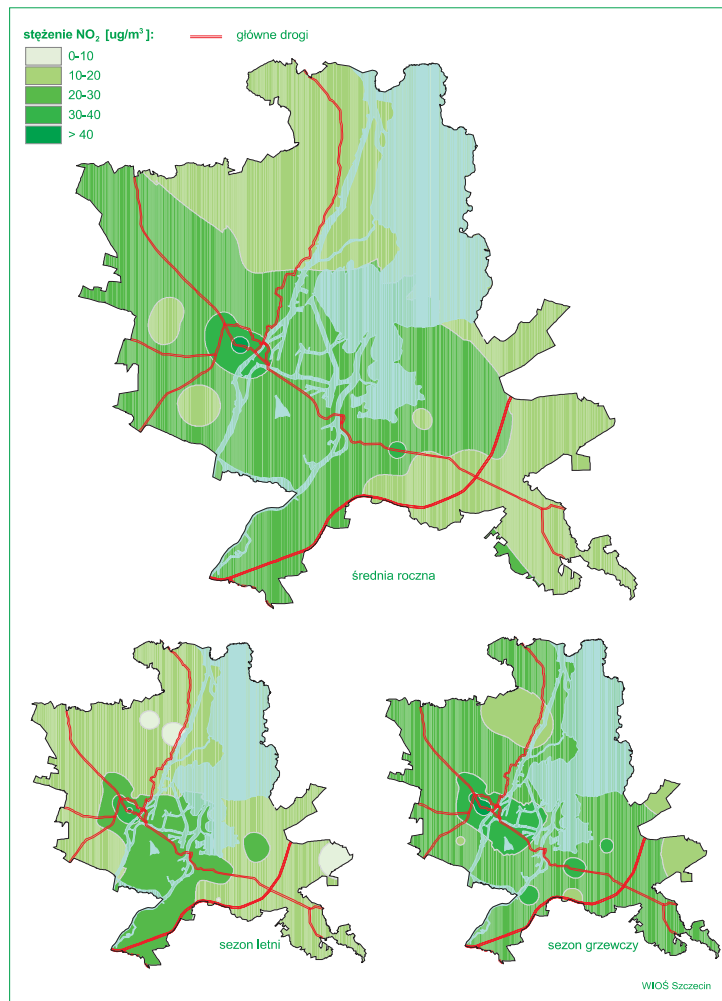 stężenie NO₂ [ug/m³]:
główne drogi
0-10
10-20
20-30
30-40
> 40
średnia roczna
sezon letni
sezon grzewczy
WIOŚ Szczecin